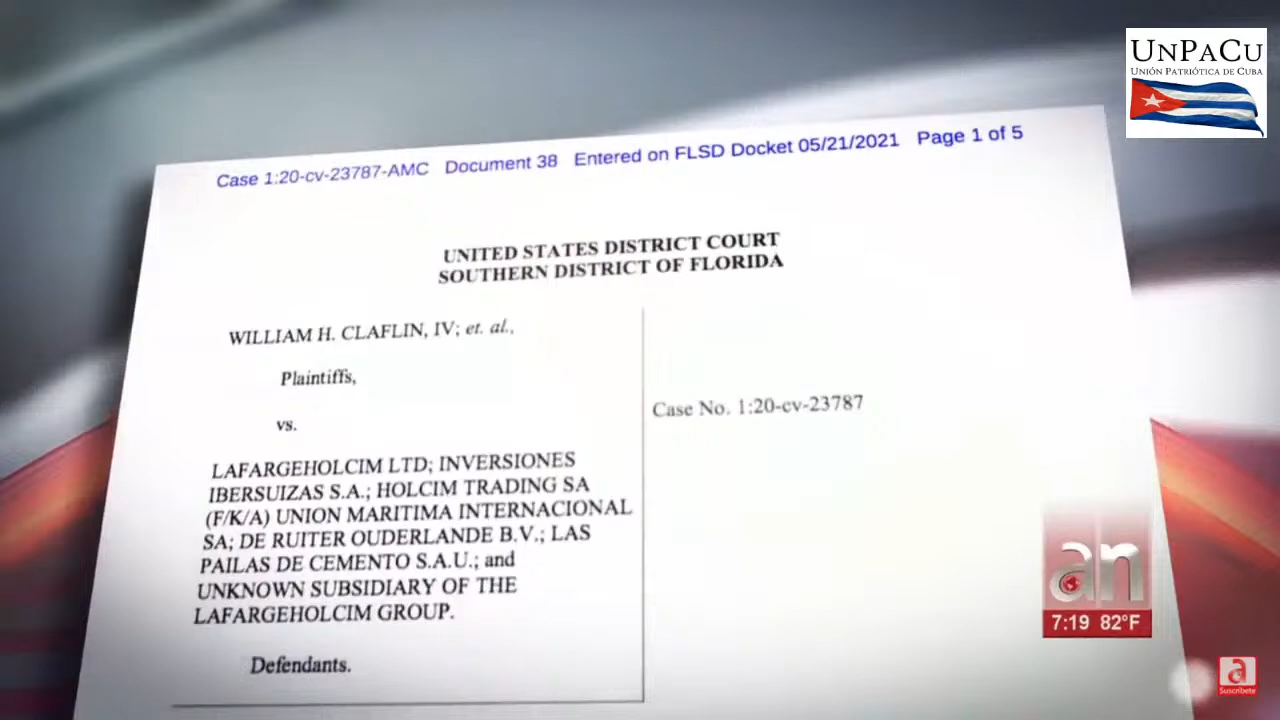 UNPACU
UNIÓN PATRIÓTICA DE CUBA
Case 1:20-cv-23787-AMC Document 38 Entered on FLSD Docket 05/21/2021 Page 1 of 5
UNITED STATES DISTRICT COURT
SOUTHERN DISTRICT OF FLORIDA
WILLIAM H. CLAFLIN, IV; et. al.,
Plaintiffs,
vs.
Case No. 1:20-cv-23787
LAFARGEHOLCIM LTD; INVERSIONES
IBERSUIZAS S.A.; HOLCIM TRADING SA
(F/K/A) UNION MARITIMA INTERNACIONAL
SA; DE RUITER OUDERLANDE B.V.; LAS
PAILAS DE CEMENTO S.A.U.; and
UNKNOWN SUBSIDIARY OF THE
LAFARGEHOLCIM GROUP.
Defendants.
an
7:19 82°F
a
Suscríbete